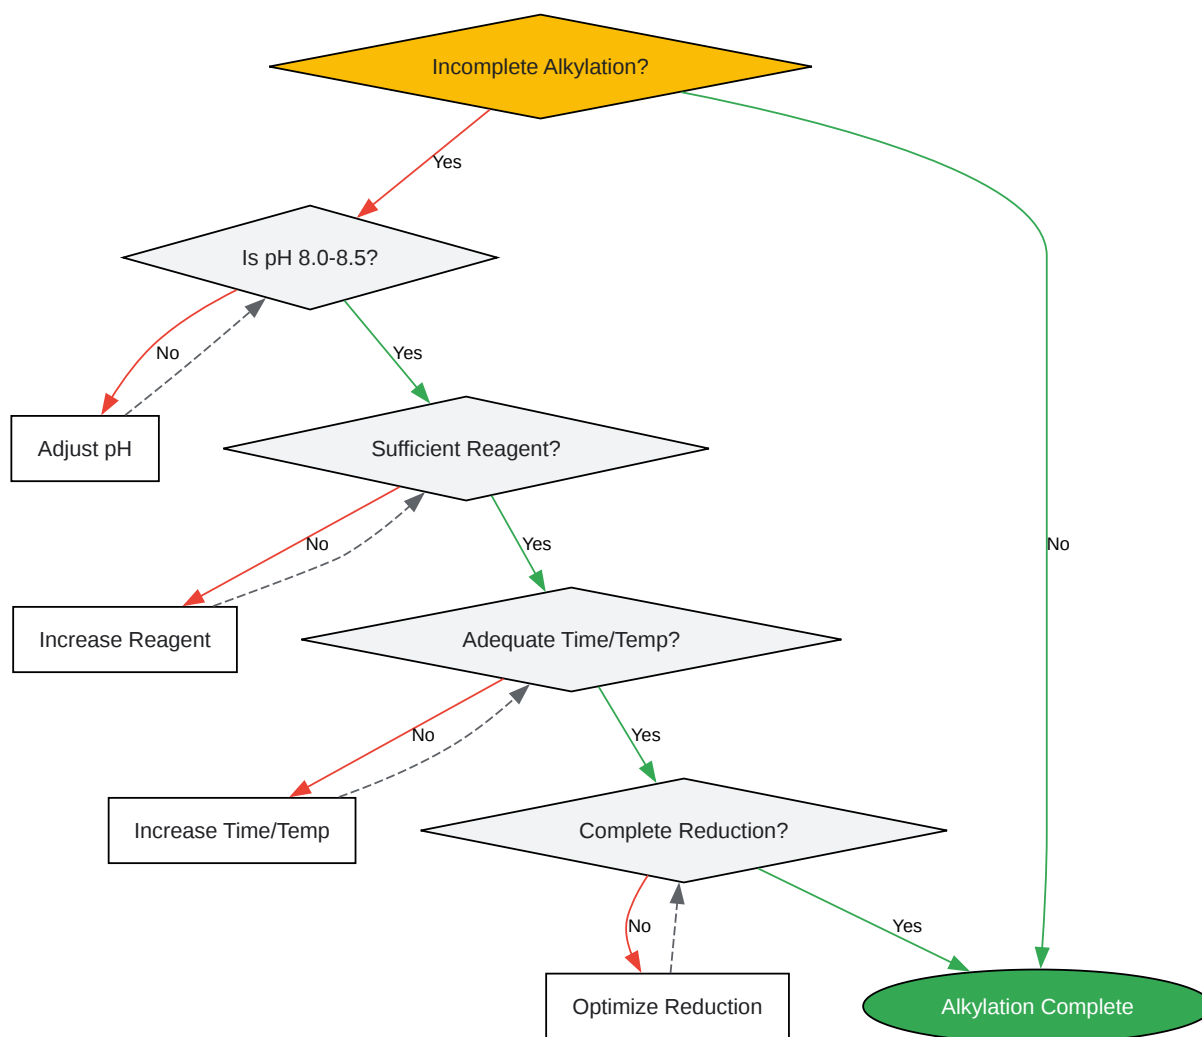 Incomplete Alkylation?
Yes
Is pH 8.0-8.5?
No
Yes
Adjust pH
Sufficient Reagent?
No
Yes
No
Increase Reagent
Adequate Time/Temp?
No
Yes
Increase Time/Temp
Complete Reduction?
No
Yes
Optimize Reduction
Alkylation Complete